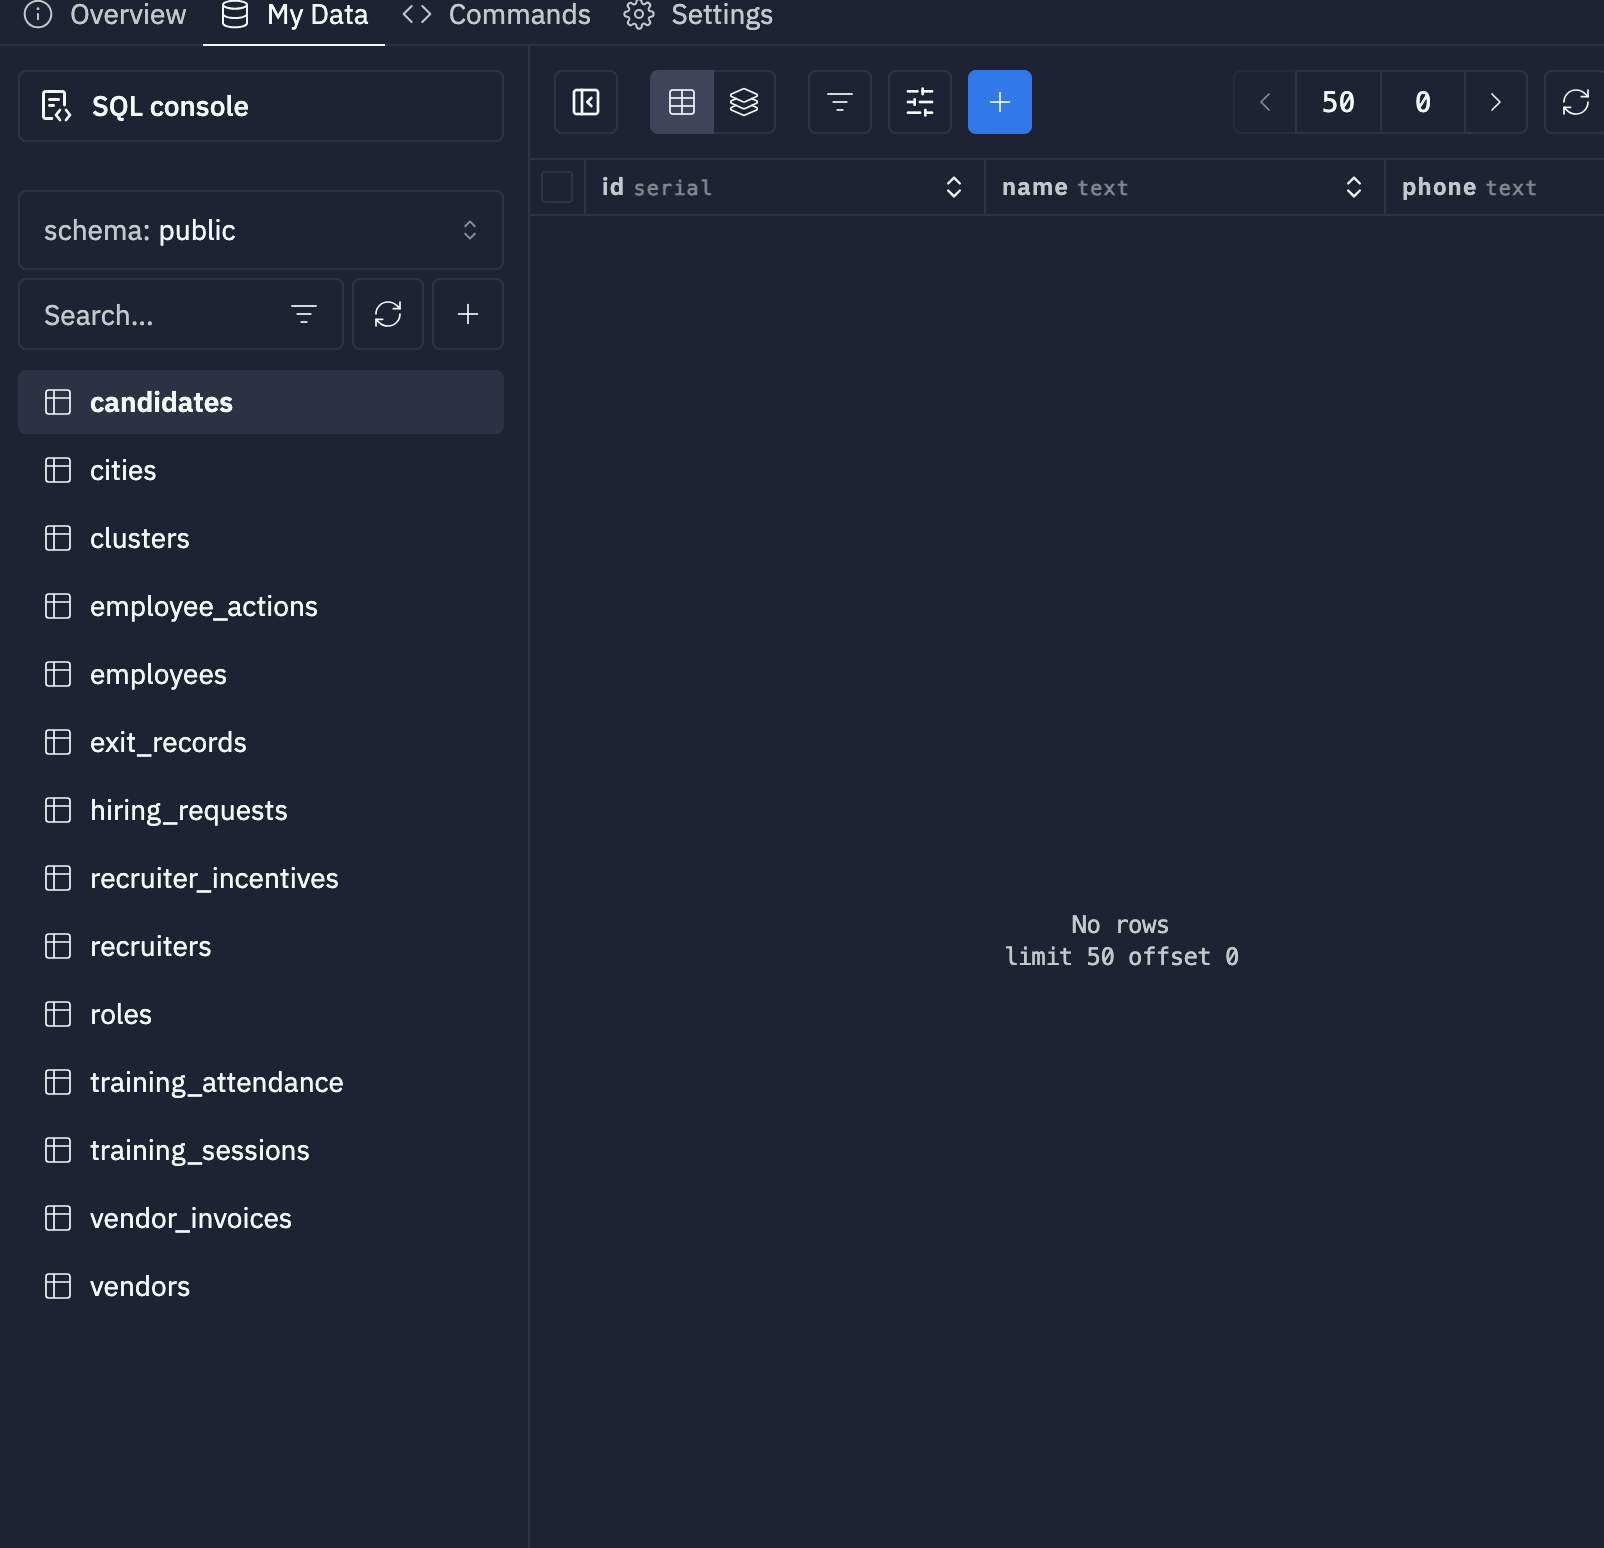 Overview
My Data
Commands
Settings
SQL console
schema: public
Search...
candidates
cities
clusters
employee_actions
employees
exit_records
hiring_requests
recruiter_incentives
recruiters
roles
training_attendance
training_sessions
vendor_invoices
vendors
50
0
id serial
name text
phone text
No rows
limit 50 offset 0